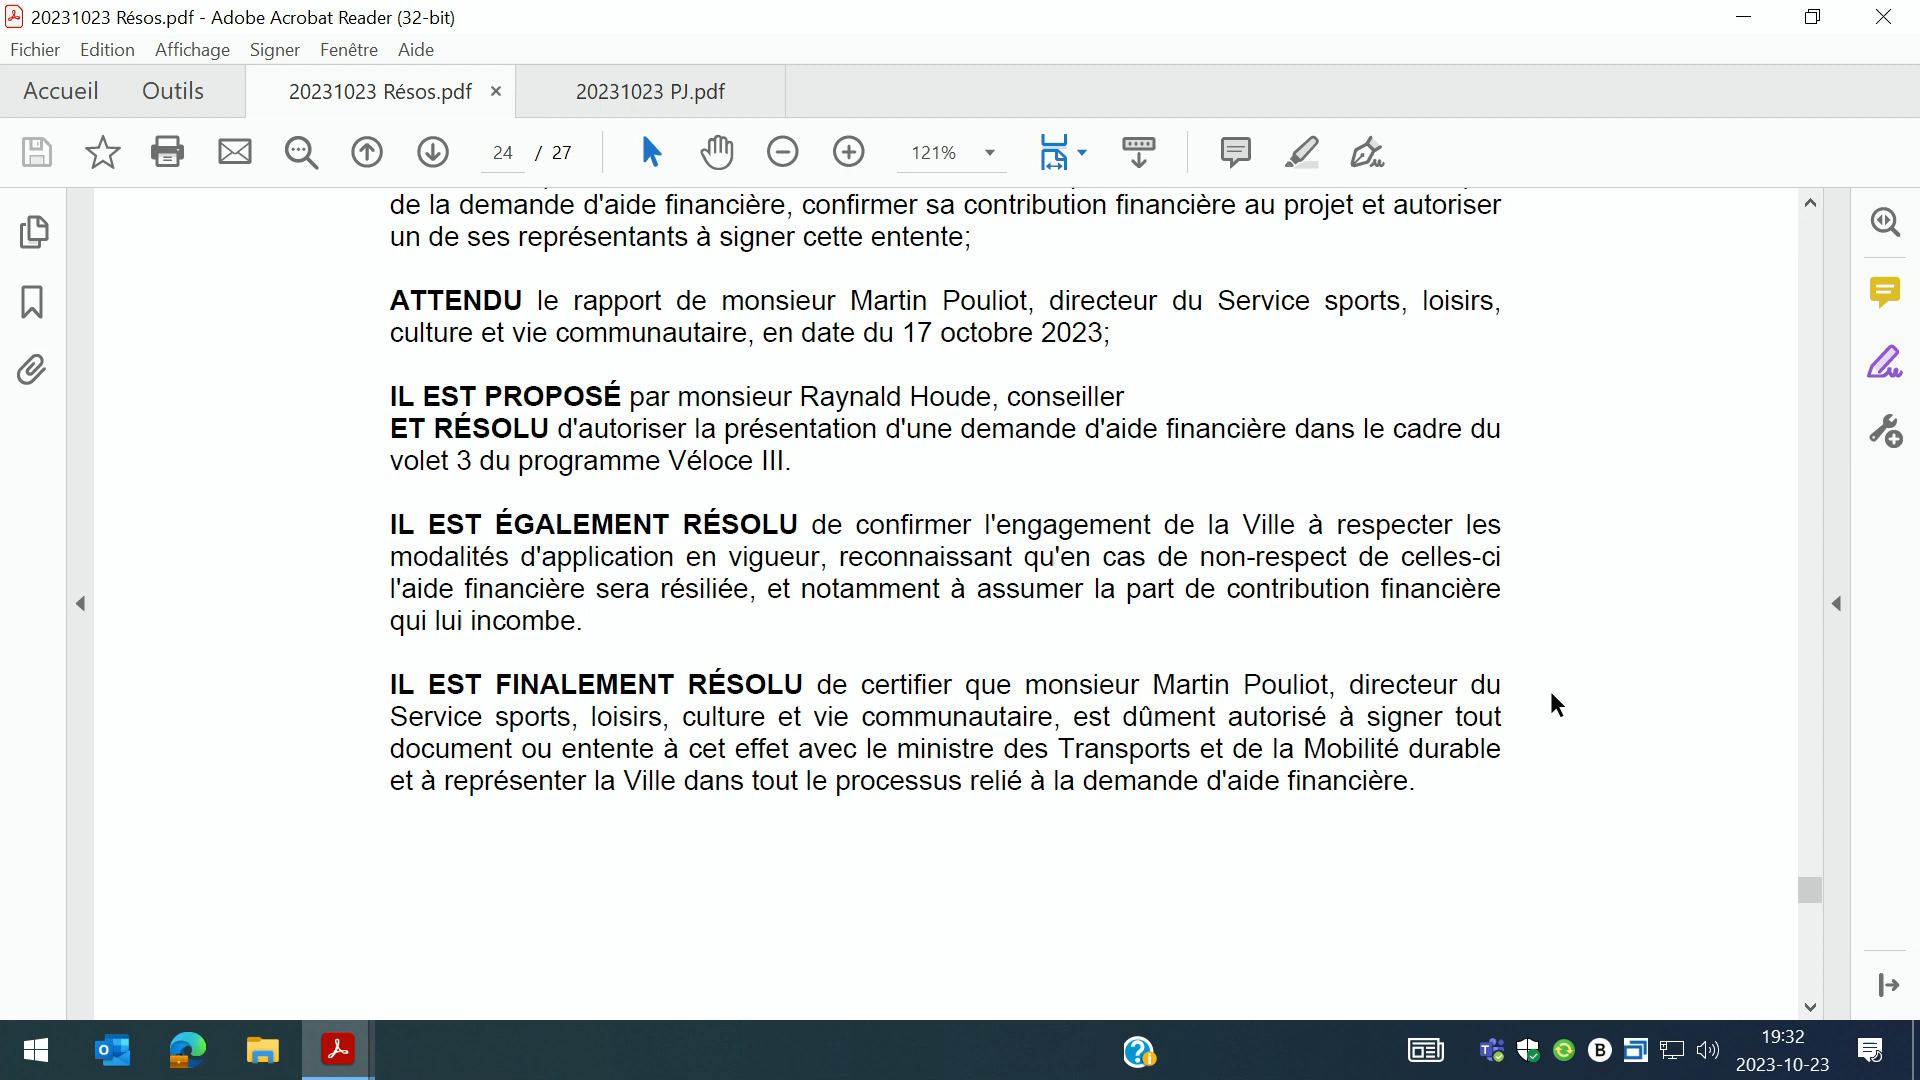 20231023 Résos.pdf - Adobe Acrobat Reader (32-bit)
Fichier Edition Affichage Signer Fenêtre Aide
Accueil Outils 20231023 Résos.pdf × 20231023 PJ.pdf
24 / 27 121%
de la demande d'aide financière, confirmer sa contribution financière au projet et autoriser
un de ses représentants à signer cette entente;
ATTENDU le rapport de monsieur Martin Pouliot, directeur du Service sports, loisirs,
culture et vie communautaire, en date du 17 octobre 2023;
IL EST PROPOSÉ par monsieur Raynald Houde, conseiller
ET RÉSOLU d'autoriser la présentation d'une demande d'aide financière dans le cadre du
volet 3 du programme Véloce III.
IL EST ÉGALEMENT RÉSOLU de confirmer l'engagement de la Ville à respecter les
modalités d'application en vigueur, reconnaissant qu'en cas de non-respect de celles-ci
l'aide financière sera résiliée, et notamment à assumer la part de contribution financière
qui lui incombe.
IL EST FINALEMENT RÉSOLU de certifier que monsieur Martin Pouliot, directeur du
Service sports, loisirs, culture et vie communautaire, est dûment autorisé à signer tout
document ou entente à cet effet avec le ministre des Transports et de la Mobilité durable
et à représenter la Ville dans tout le processus relié à la demande d'aide financière.
19:32
2023-10-23